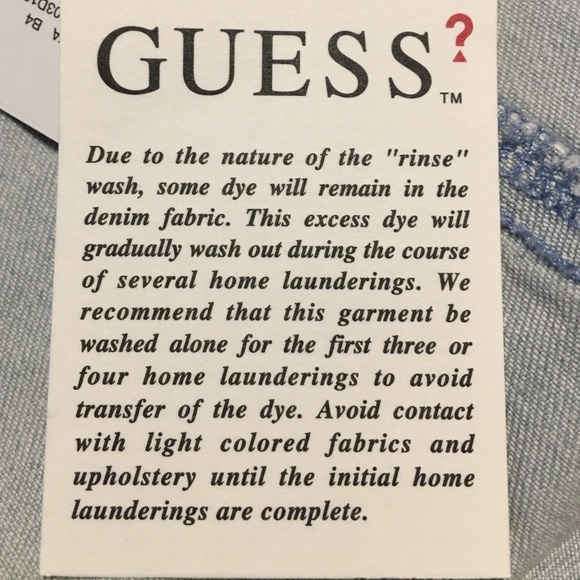 GUESS?
TM
Due to the nature of the "rinse"
wash, some dye will remain in the
denim fabric. This excess dye will
gradually wash out during the course
of several home launderings. We
recommend that this garment be
washed alone for the first three or
four home launderings to avoid
transfer of the dye. Avoid contact
with light colored fabrics and
upholstery until the initial home
launderings are complete.
B4